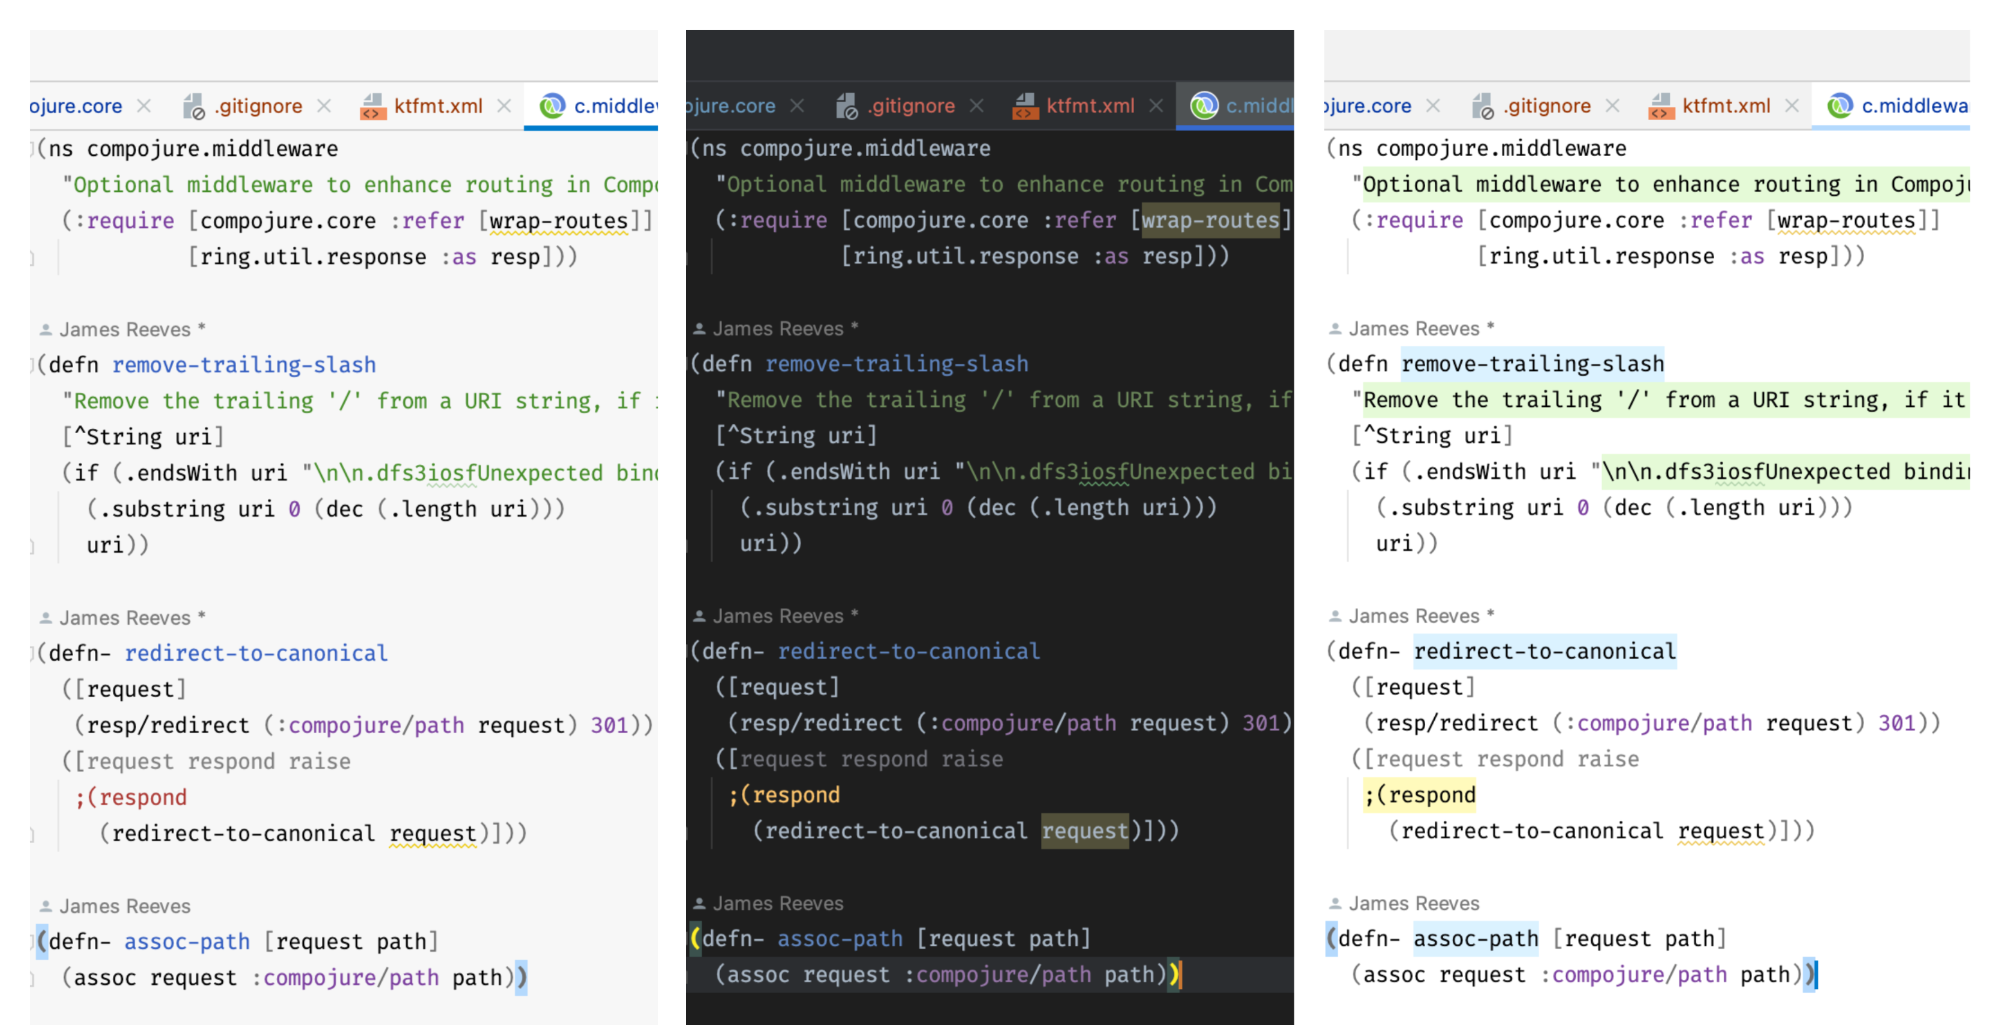 ojure.core × .gitignore × ktfmt.xml × c.middlew
(ns compojure.middleware
"Optional middleware to enhance routing in Compo
(:require [compojure.core :refer [wrap-routes]]
[ring.util.response :as resp]))
James Reeves *
(defn remove-trailing-slash
"Remove the trailing '/' from a URI string, if i
[^String uri]
(if (.endsWith uri "\n\n.dfs3iosfUnexpected bind
(.substring uri 0 (dec (.length uri)))
uri))
James Reeves *
(defn- redirect-to-canonical
([request]
(resp/redirect (:compojure/path request) 301))
([request respond raise
;(respond
(redirect-to-canonical request)]))
James Reeves
(defn- assoc-path [request path]
(assoc request :compojure/path path))
ojure.core × .gitignore × ktfmt.xml × c.middl
(ns compojure.middleware
"Optional middleware to enhance routing in Com
(:require [compojure.core :refer [wrap-routes]
[ring.util.response :as resp]))
James Reeves *
(defn remove-trailing-slash
"Remove the trailing '/' from a URI string, if
[^String uri]
(if (.endsWith uri "\n\n.dfs3iosfUnexpected bi
(.substring uri 0 (dec (.length uri)))
uri))
James Reeves *
(defn- redirect-to-canonical
([request]
(resp/redirect (:compojure/path request) 301)
([request respond raise
;(respond
(redirect-to-canonical request)]))
James Reeves
(defn- assoc-path [request path]
(assoc request :compojure/path path))
ojure.core × .gitignore × ktfmt.xml × c.middlewa
(ns compojure.middleware
"Optional middleware to enhance routing in Compoj
(:require [compojure.core :refer [wrap-routes]]
[ring.util.response :as resp]))
James Reeves *
(defn remove-trailing-slash
"Remove the trailing '/' from a URI string, if it
[^String uri]
(if (.endsWith uri "\n\n.dfs3iosfUnexpected bindi
(.substring uri 0 (dec (.length uri)))
uri))
James Reeves *
(defn- redirect-to-canonical
([request]
(resp/redirect (:compojure/path request) 301))
([request respond raise
;(respond
(redirect-to-canonical request)]))
James Reeves
(defn- assoc-path [request path]
(assoc request :compojure/path path))